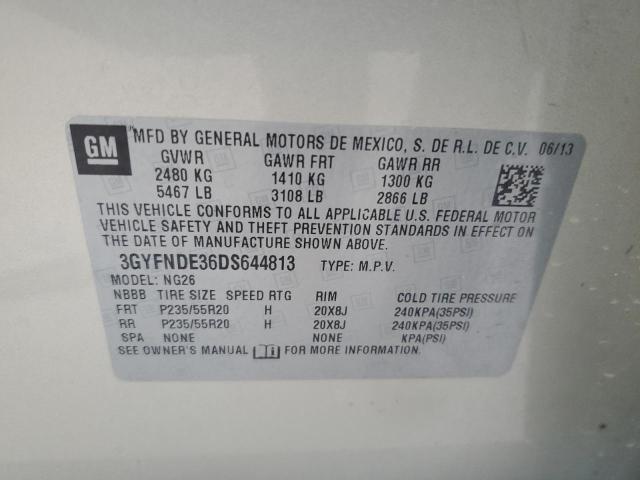 GM
MFD BY GENERAL MOTORS DE MEXICO, S. DE R.L. DE C.V. 06/13
GVWR GAWR FRT GAWR RR
2480 KG 1410 KG 1300 KG
5467 LB 3108 LB 2866 LB
THIS VEHICLE CONFORMS TO ALL APPLICABLE U.S. FEDERAL MOTOR
VEHICLE SAFETY AND THEFT PREVENTION STANDARDS IN EFFECT ON
THE DATE OF MANUFACTURE SHOWN ABOVE.
3GYFNDE36DS644813 TYPE: M.P.V.
MODEL: NG26
NBBB TIRE SIZE SPEED RTG RIM COLD TIRE PRESSURE
FRT P235/55R20 H 20X8J 240KPA(35PSI)
RR P235/55R20 H 20X8J 240KPA(35PSI)
SPA NONE NONE KPA(PSI)
SEE OWNER'S MANUAL FOR MORE INFORMATION